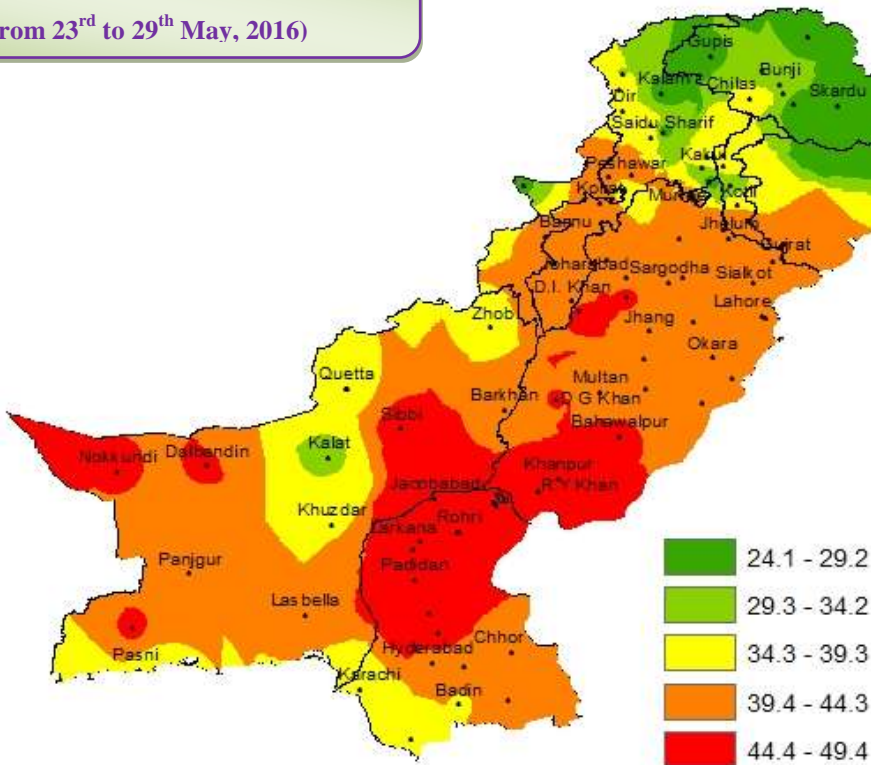 rom 23rd to 29th May, 2016)
Gupis
Kalam
Chilas
Bunji
Skardu
Dir
Saidu Sharif
Peshawar
Kakul
Kohat
Kotli
Bannu
Jhelum
Gujrat
Sargodha
Sialkot
D.I. Khan
Lahore
Zhob
Jhang
Okara
Quetta
Multan
Barkhan
D G Khan
Sibbi
Bahawalpur
Kalat
Nokkundi
Dalbandin
Khanpur
Jacobabad
R Y Khan
Khuzdar
Rohri
Larkana
Panjgur
Padidan
Lasbella
Hyderabad
Chhor
Pasni
Karachi
Badin
24.1 - 29.2
29.3 - 34.2
34.3 - 39.3
39.4 - 44.3
44.4 - 49.4